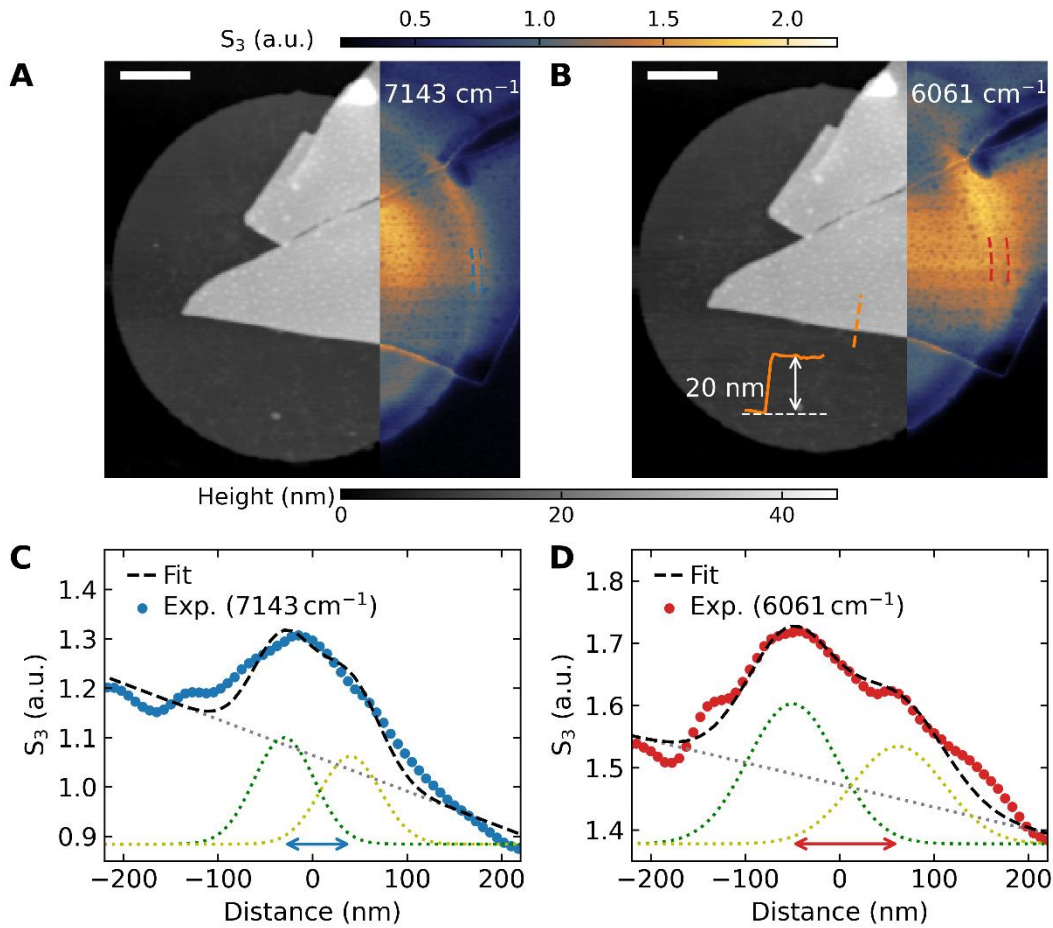 0.5 1.0 1.5 2.0
S₃ (a.u.)
A
7143 cm⁻¹
B
6061 cm⁻¹
20 nm
Height (nm)
0 20 40
C
Fit
Exp. (7143 cm⁻¹)
S₃ (a.u.)
1.4
1.3
1.2
1.1
1.0
0.9
−200 −100 0 100 200
Distance (nm)
D
Fit
Exp. (6061 cm⁻¹)
S₃ (a.u.)
1.8
1.7
1.6
1.5
1.4
−200 −100 0 100 200
Distance (nm)